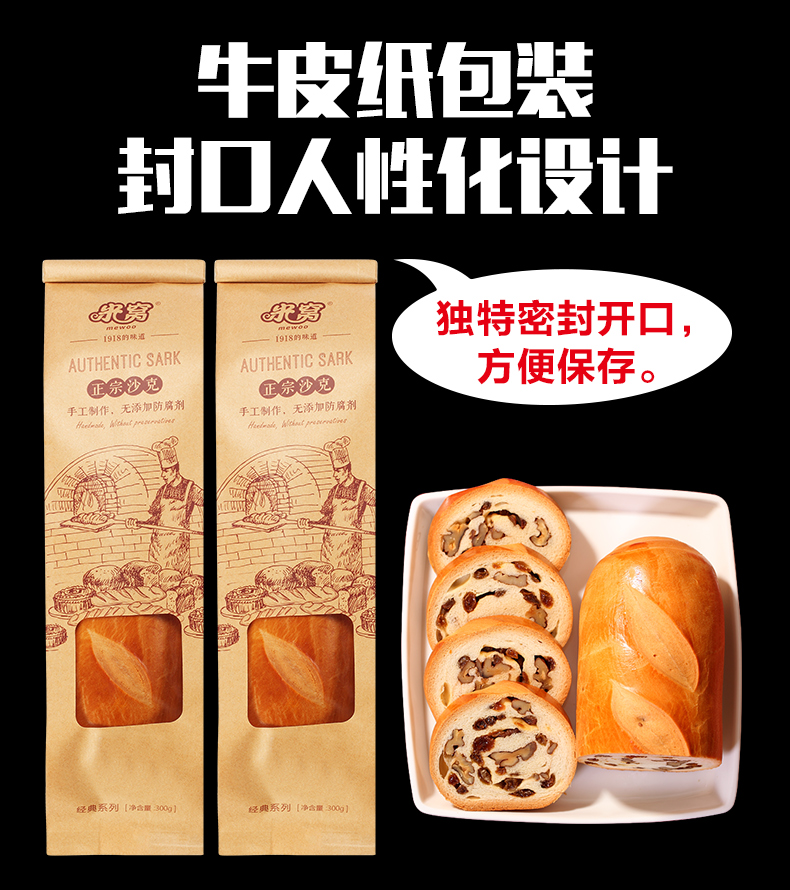 牛皮纸包装
封口人性化设计
米窝®
mewoo
1918的味道
AUTHENTIC SARK
正宗沙克
手工制作，无添加防腐剂
Handmade, Without preservatives
经典系列 [净含量:300g]
米窝®
mewoo
1918的味道
AUTHENTIC SARK
正宗沙克
手工制作，无添加防腐剂
Handmade, Without preservatives
经典系列 [净含量:300g]
独特密封开口，
方便保存。